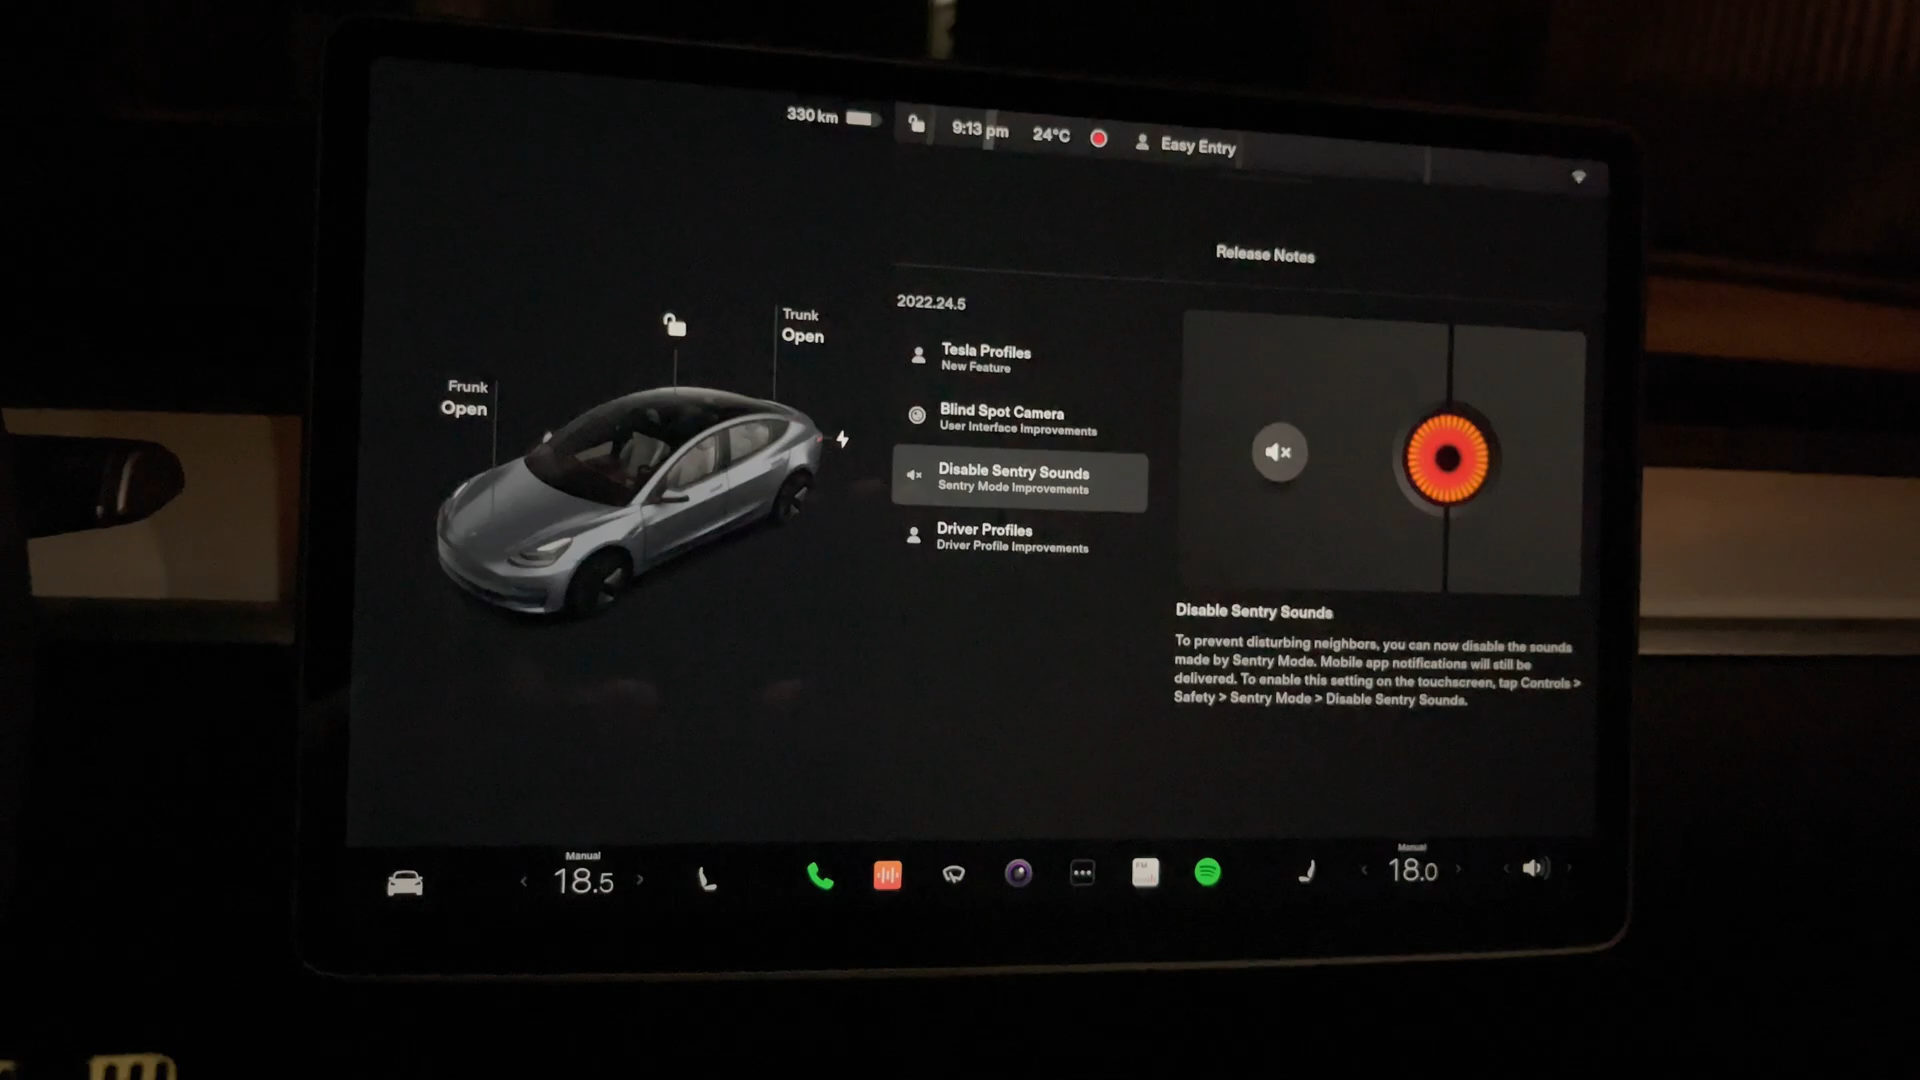 330 km
9:13 pm
24°C
Easy Entry
Release Notes
Frunk
Open
Trunk
Open
2022.24.5
Tesla Profiles
New Feature
Blind Spot Camera
User Interface Improvements
Disable Sentry Sounds
Sentry Mode Improvements
Driver Profiles
Driver Profile Improvements
Disable Sentry Sounds
To prevent disturbing neighbors, you can now disable the sounds
made by Sentry Mode. Mobile app notifications will still be
delivered. To enable this setting on the touchscreen, tap Controls >
Safety > Sentry Mode > Disable Sentry Sounds.
Manual
18.5
Manual
18.0